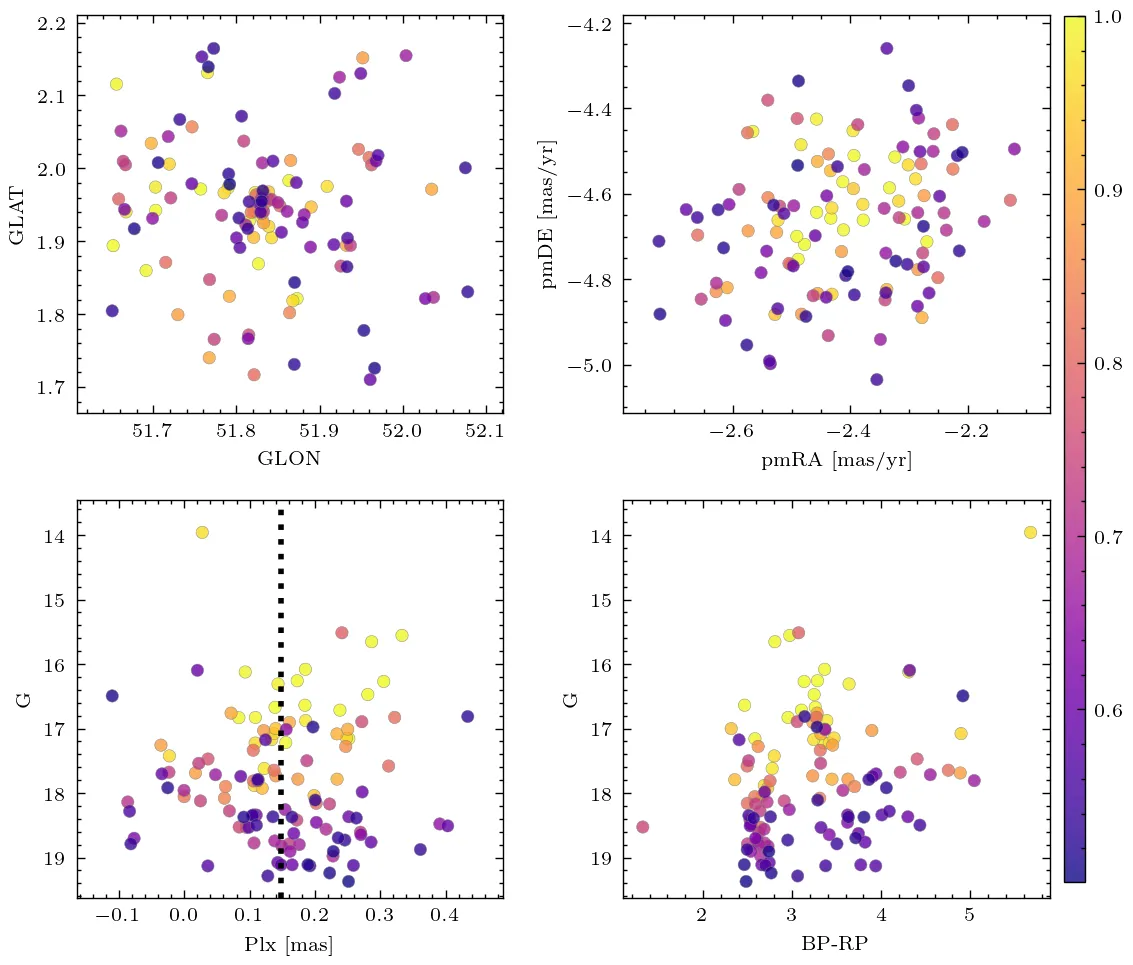 2.2
2.1
2.0
1.9
1.8
1.7
GLAT
51.7 51.8 51.9 52.0 52.1
GLON
−4.2
−4.4
−4.6
−4.8
−5.0
pmDE [mas/yr]
−2.6 −2.4 −2.2
pmRA [mas/yr]
14
15
16
17
18
19
G
−0.1 0.0 0.1 0.2 0.3 0.4
Plx [mas]
14
15
16
17
18
19
G
2 3 4 5
BP-RP
1.0
0.9
0.8
0.7
0.6